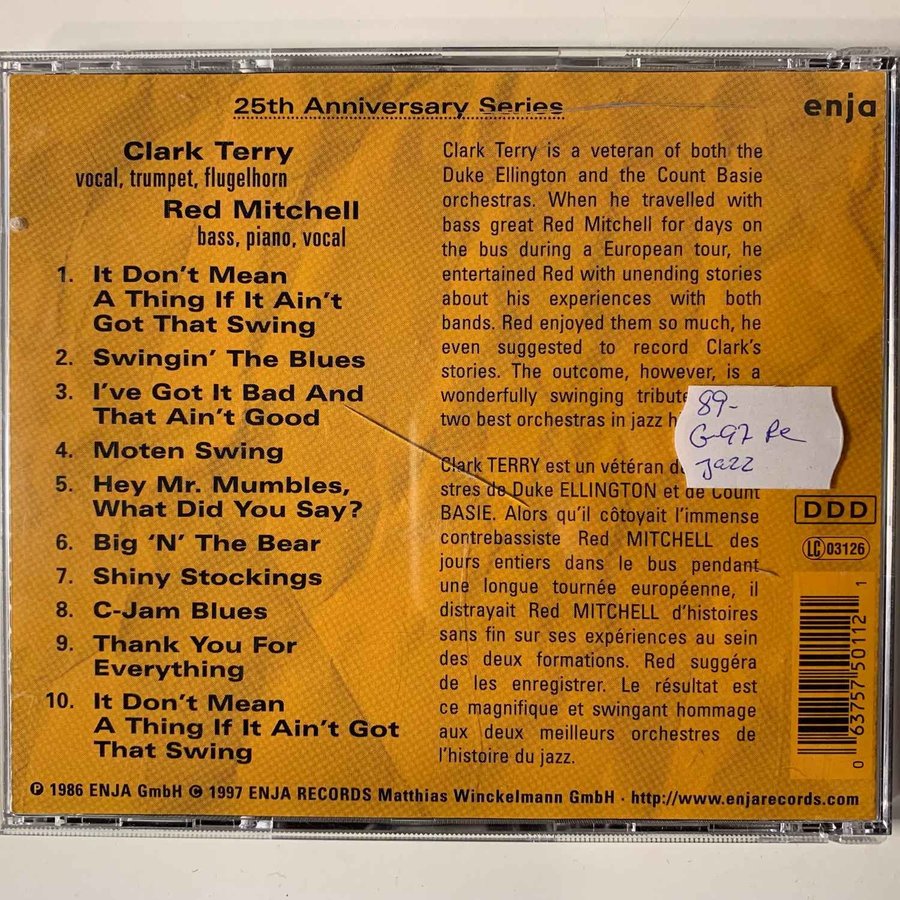 25th Anniversary Series
enja
Clark Terry
vocal, trumpet, flugelhorn
Red Mitchell
bass, piano, vocal
1. It Don't Mean
A Thing If It Ain't
Got That Swing
2. Swingin' The Blues
3. I've Got It Bad And
That Ain't Good
4. Moten Swing
5. Hey Mr. Mumbles,
What Did You Say?
6. Big 'N' The Bear
7. Shiny Stockings
8. C-Jam Blues
9. Thank You For
Everything
10. It Don't Mean
A Thing If It Ain't Got
That Swing
Clark Terry is a veteran of both the
Duke Ellington and the Count Basie
orchestras. When he travelled with
bass great Red Mitchell for days on
the bus during a European tour, he
entertained Red with unending stories
about his experiences with both
bands. Red enjoyed them so much, he
even suggested to record Clark's
stories. The outcome, however, is a
wonderfully swinging tribute
two best orchestras in jazz
Clark TERRY est un vétéran
stres de Duke ELLINGTON et de Count
BASIE. Alors qu'il côtoyait l'immense
contrebassiste Red MITCHELL des
jours entiers dans le bus pendant
une longue tournée européenne, il
distrayait Red MITCHELL d'histoires
sans fin sur ses expériences au sein
des deux formations. Red suggéra
de les enregistrer. Le résultat est
ce magnifique et swingant hommage
aux deux meilleurs orchestres de
l'histoire du jazz.
89-
G-97 Pe
Jazz
DDD
LC 03126
0 63757 50112 1
℗ 1986 ENJA GmbH © 1997 ENJA RECORDS Matthias Winckelmann GmbH · http://www.enjarecords.com